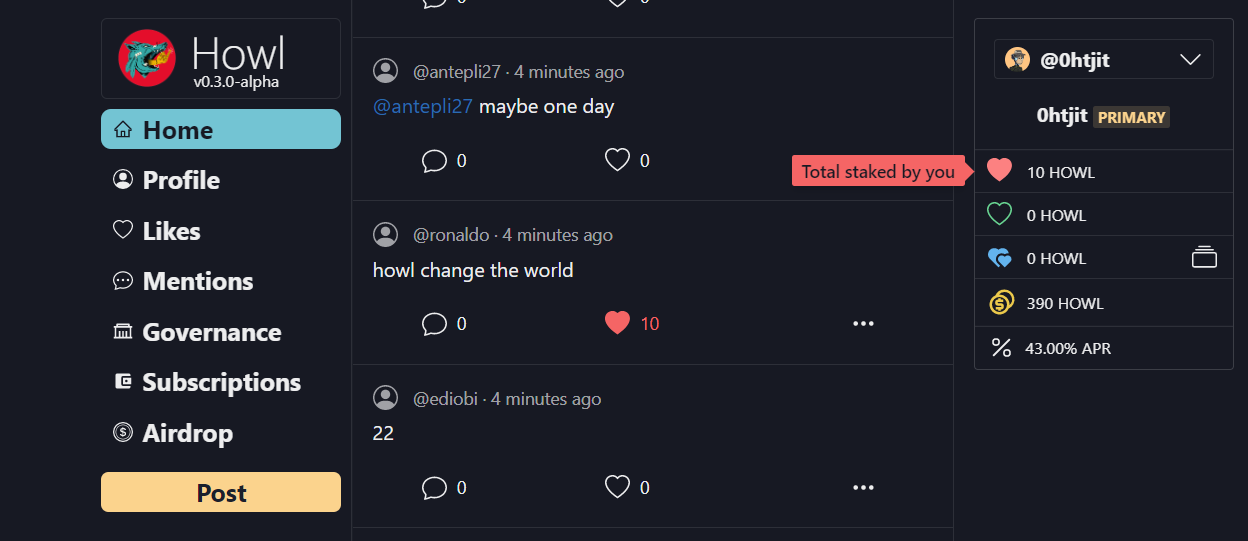 Howl
v0.3.0-alpha
Home
Profile
Likes
Mentions
Governance
Subscriptions
Airdrop
Post
0
0
@antepli27 · 4 minutes ago
@antepli27 maybe one day
0
0
@ronaldo · 4 minutes ago
howl change the world
0
10
@ediobi · 4 minutes ago
22
0
0
@0htjit
0htjit PRIMARY
Total staked by you
10 HOWL
0 HOWL
0 HOWL
390 HOWL
43.00% APR